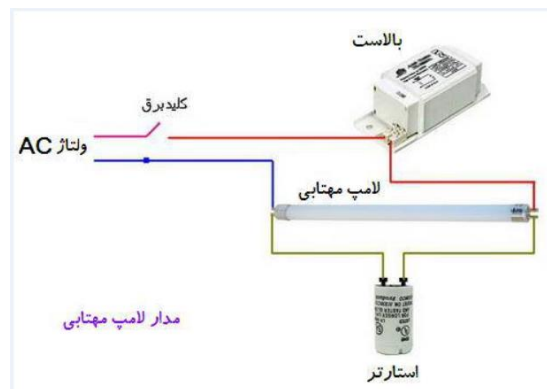 بالاست
کلیدبرق
ولتاژ AC
لامپ مهتابی
مدار لامپ مهتابی
استارتر